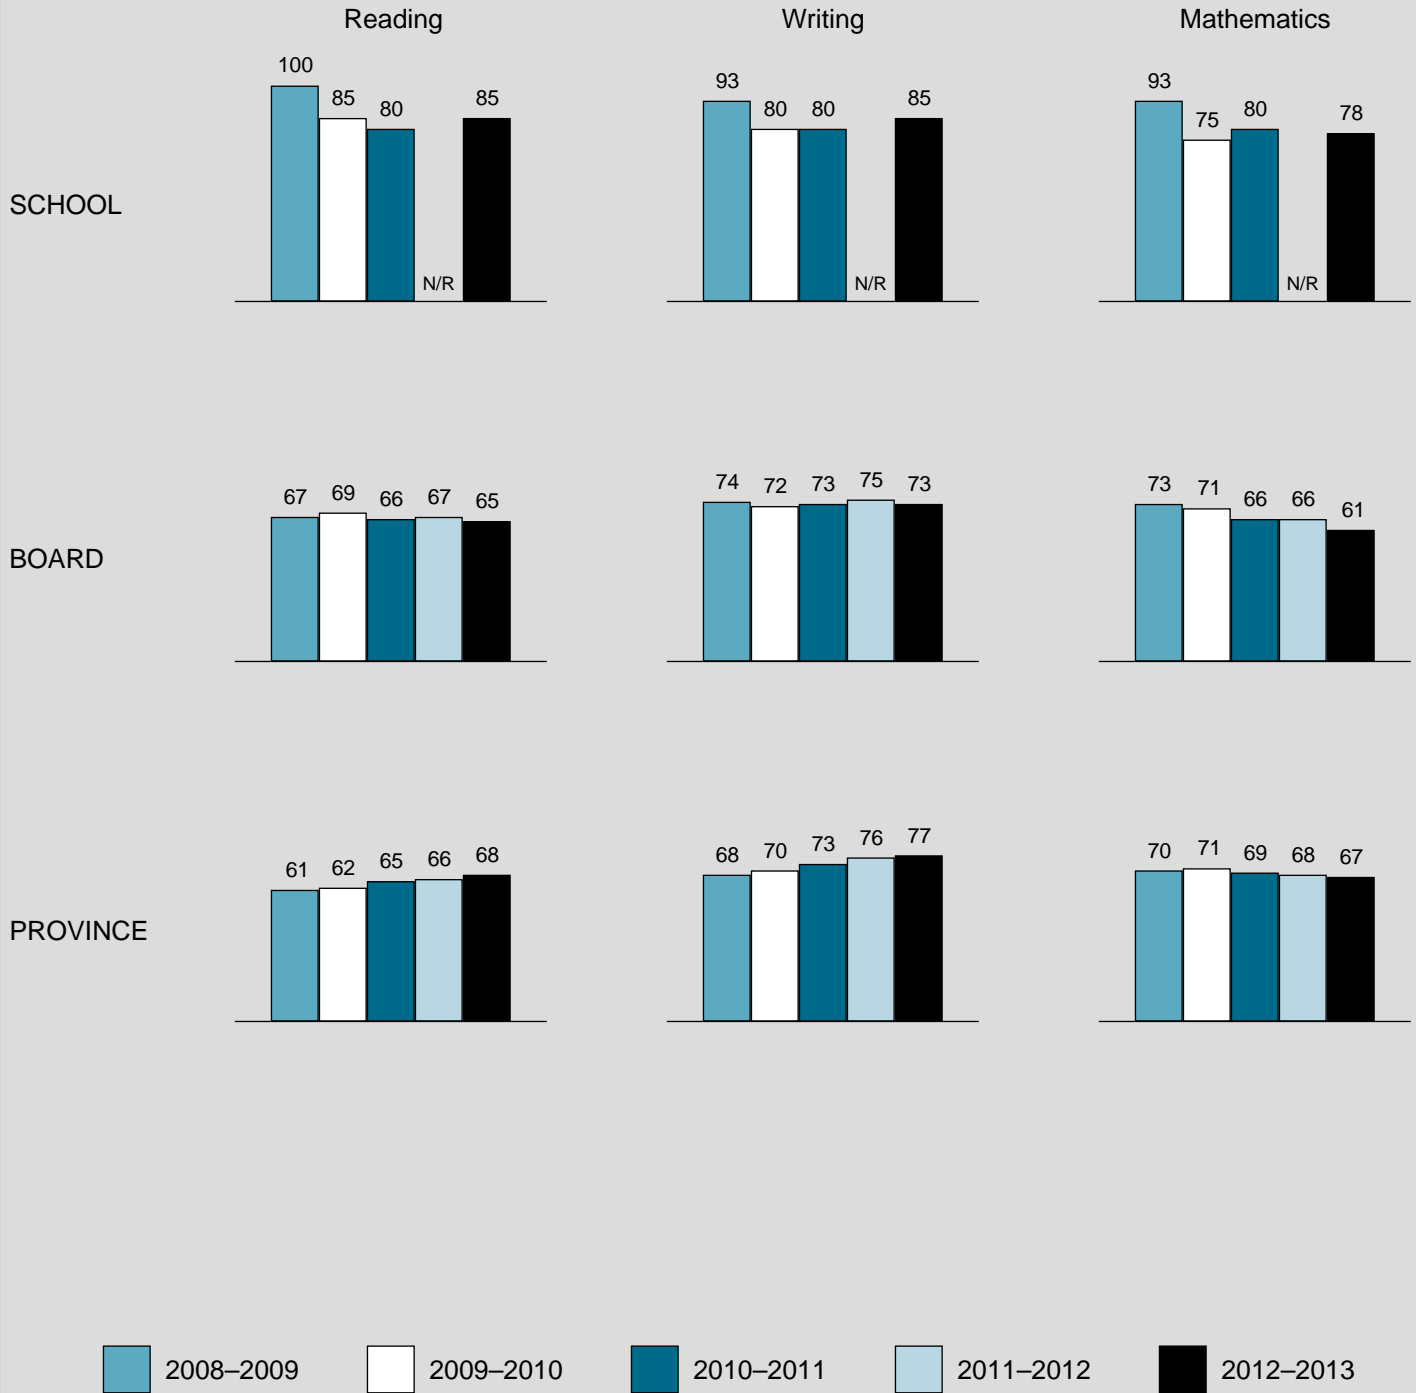 Reading Writing Mathematics
SCHOOL
100 85 80 N/R 85
93 80 80 N/R 85
93 75 80 N/R 78
BOARD
67 69 66 67 65
74 72 73 75 73
73 71 66 66 61
PROVINCE
61 62 65 66 68
68 70 73 76 77
70 71 69 68 67
2008–2009 2009–2010 2010–2011 2011–2012 2012–2013